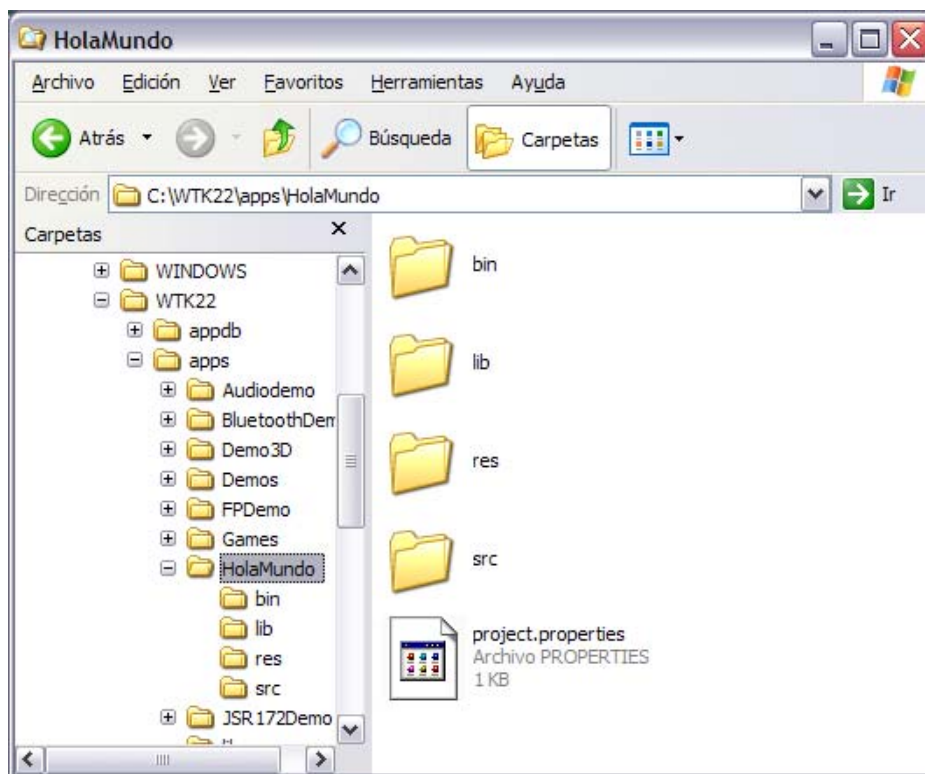 HolaMundo
Archivo Edición Ver Favoritos Herramientas Ayuda
Atrás Búsqueda Carpetas
Dirección C:\WTK22\apps\HolaMundo Ir
Carpetas
WINDOWS
WTK22
appdb
apps
Audiodemo
BluetoothDem
Demo3D
Demos
FPDemo
Games
HolaMundo
bin
lib
res
src
JSR172Demo
bin
lib
res
src
project.properties
Archivo PROPERTIES
1 KB